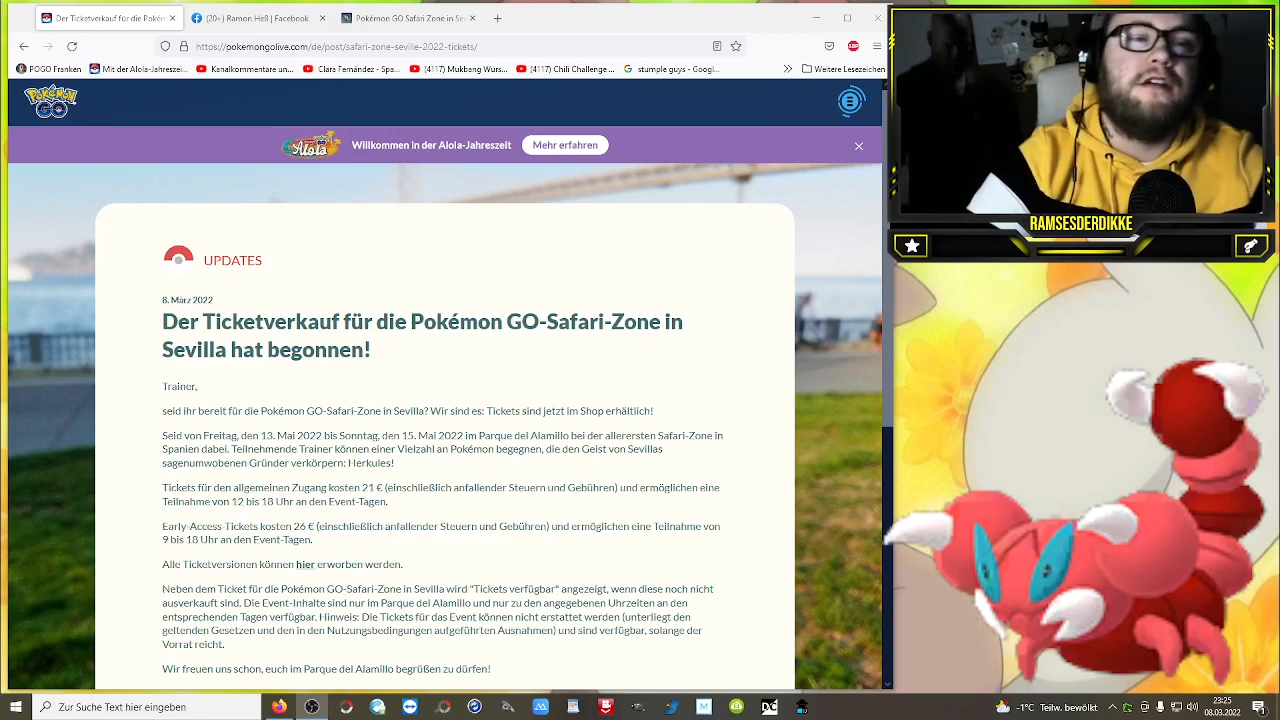 Der Ticketverkauf für die Poké
(20+) Ramses | Facebook
Pokémon GO Safari-Zone in Se
https://pokemongolive.com/de/post/safari-zone-seville-2022-tickets/
POGO Franken
Mit der Alola-Jahres...
Kanalmomente un...
Clara Fernandez - ...
(4117) Mukbang Würs...
(4117) Chili Challenge...
stumple guys - Googl...
Weitere Lesezeichen
Pokémon GO
Alola
Willkommen in der Alola-Jahreszeit
Mehr erfahren
UPDATES
8. März 2022
Der Ticketverkauf für die Pokémon GO-Safari-Zone in
Sevilla hat begonnen!
Trainer,
seid ihr bereit für die Pokémon GO-Safari-Zone in Sevilla? Wir sind es: Tickets sind jetzt im Shop erhältlich!
Seid von Freitag, den 13. Mai 2022 bis Sonntag, den 15. Mai 2022 im Parque del Alamillo bei der allerersten Safari-Zone in
Spanien dabei. Teilnehmende Trainer können einer Vielzahl an Pokémon begegnen, die den Geist von Sevillas
sagenumwobenen Gründer verkörpern: Herkules!
Tickets für den allgemeinen Zugang kosten 21 € (einschließlich anfallender Steuern und Gebühren) und ermöglichen eine
Teilnahme von 12 bis 18 Uhr an den Event-Tagen.
Early-Access-Tickets kosten 26 € (einschließlich anfallender Steuern und Gebühren) und ermöglichen eine Teilnahme von
9 bis 18 Uhr an den Event-Tagen.
Alle Ticketversionen können hier erworben werden.
Neben dem Ticket für die Pokémon GO-Safari-Zone in Sevilla wird "Tickets verfügbar" angezeigt, wenn diese noch nicht
ausverkauft sind. Die Event-Inhalte sind nur im Parque del Alamillo und nur zu den angegebenen Uhrzeiten an den
entsprechenden Tagen verfügbar. Hinweis: Die Tickets für das Event können nicht erstattet werden (unterliegt den
geltenden Gesetzen und den in den Nutzungsbedingungen aufgeführten Ausnahmen) und sind verfügbar, solange der
Vorrat reicht.
Wir freuen uns schon, euch im Parque del Alamillo begrüßen zu dürfen!
RAMSESDERDIKKE
Zur Suche Text hier eingeben
-1°C
23:25
08.03.2022